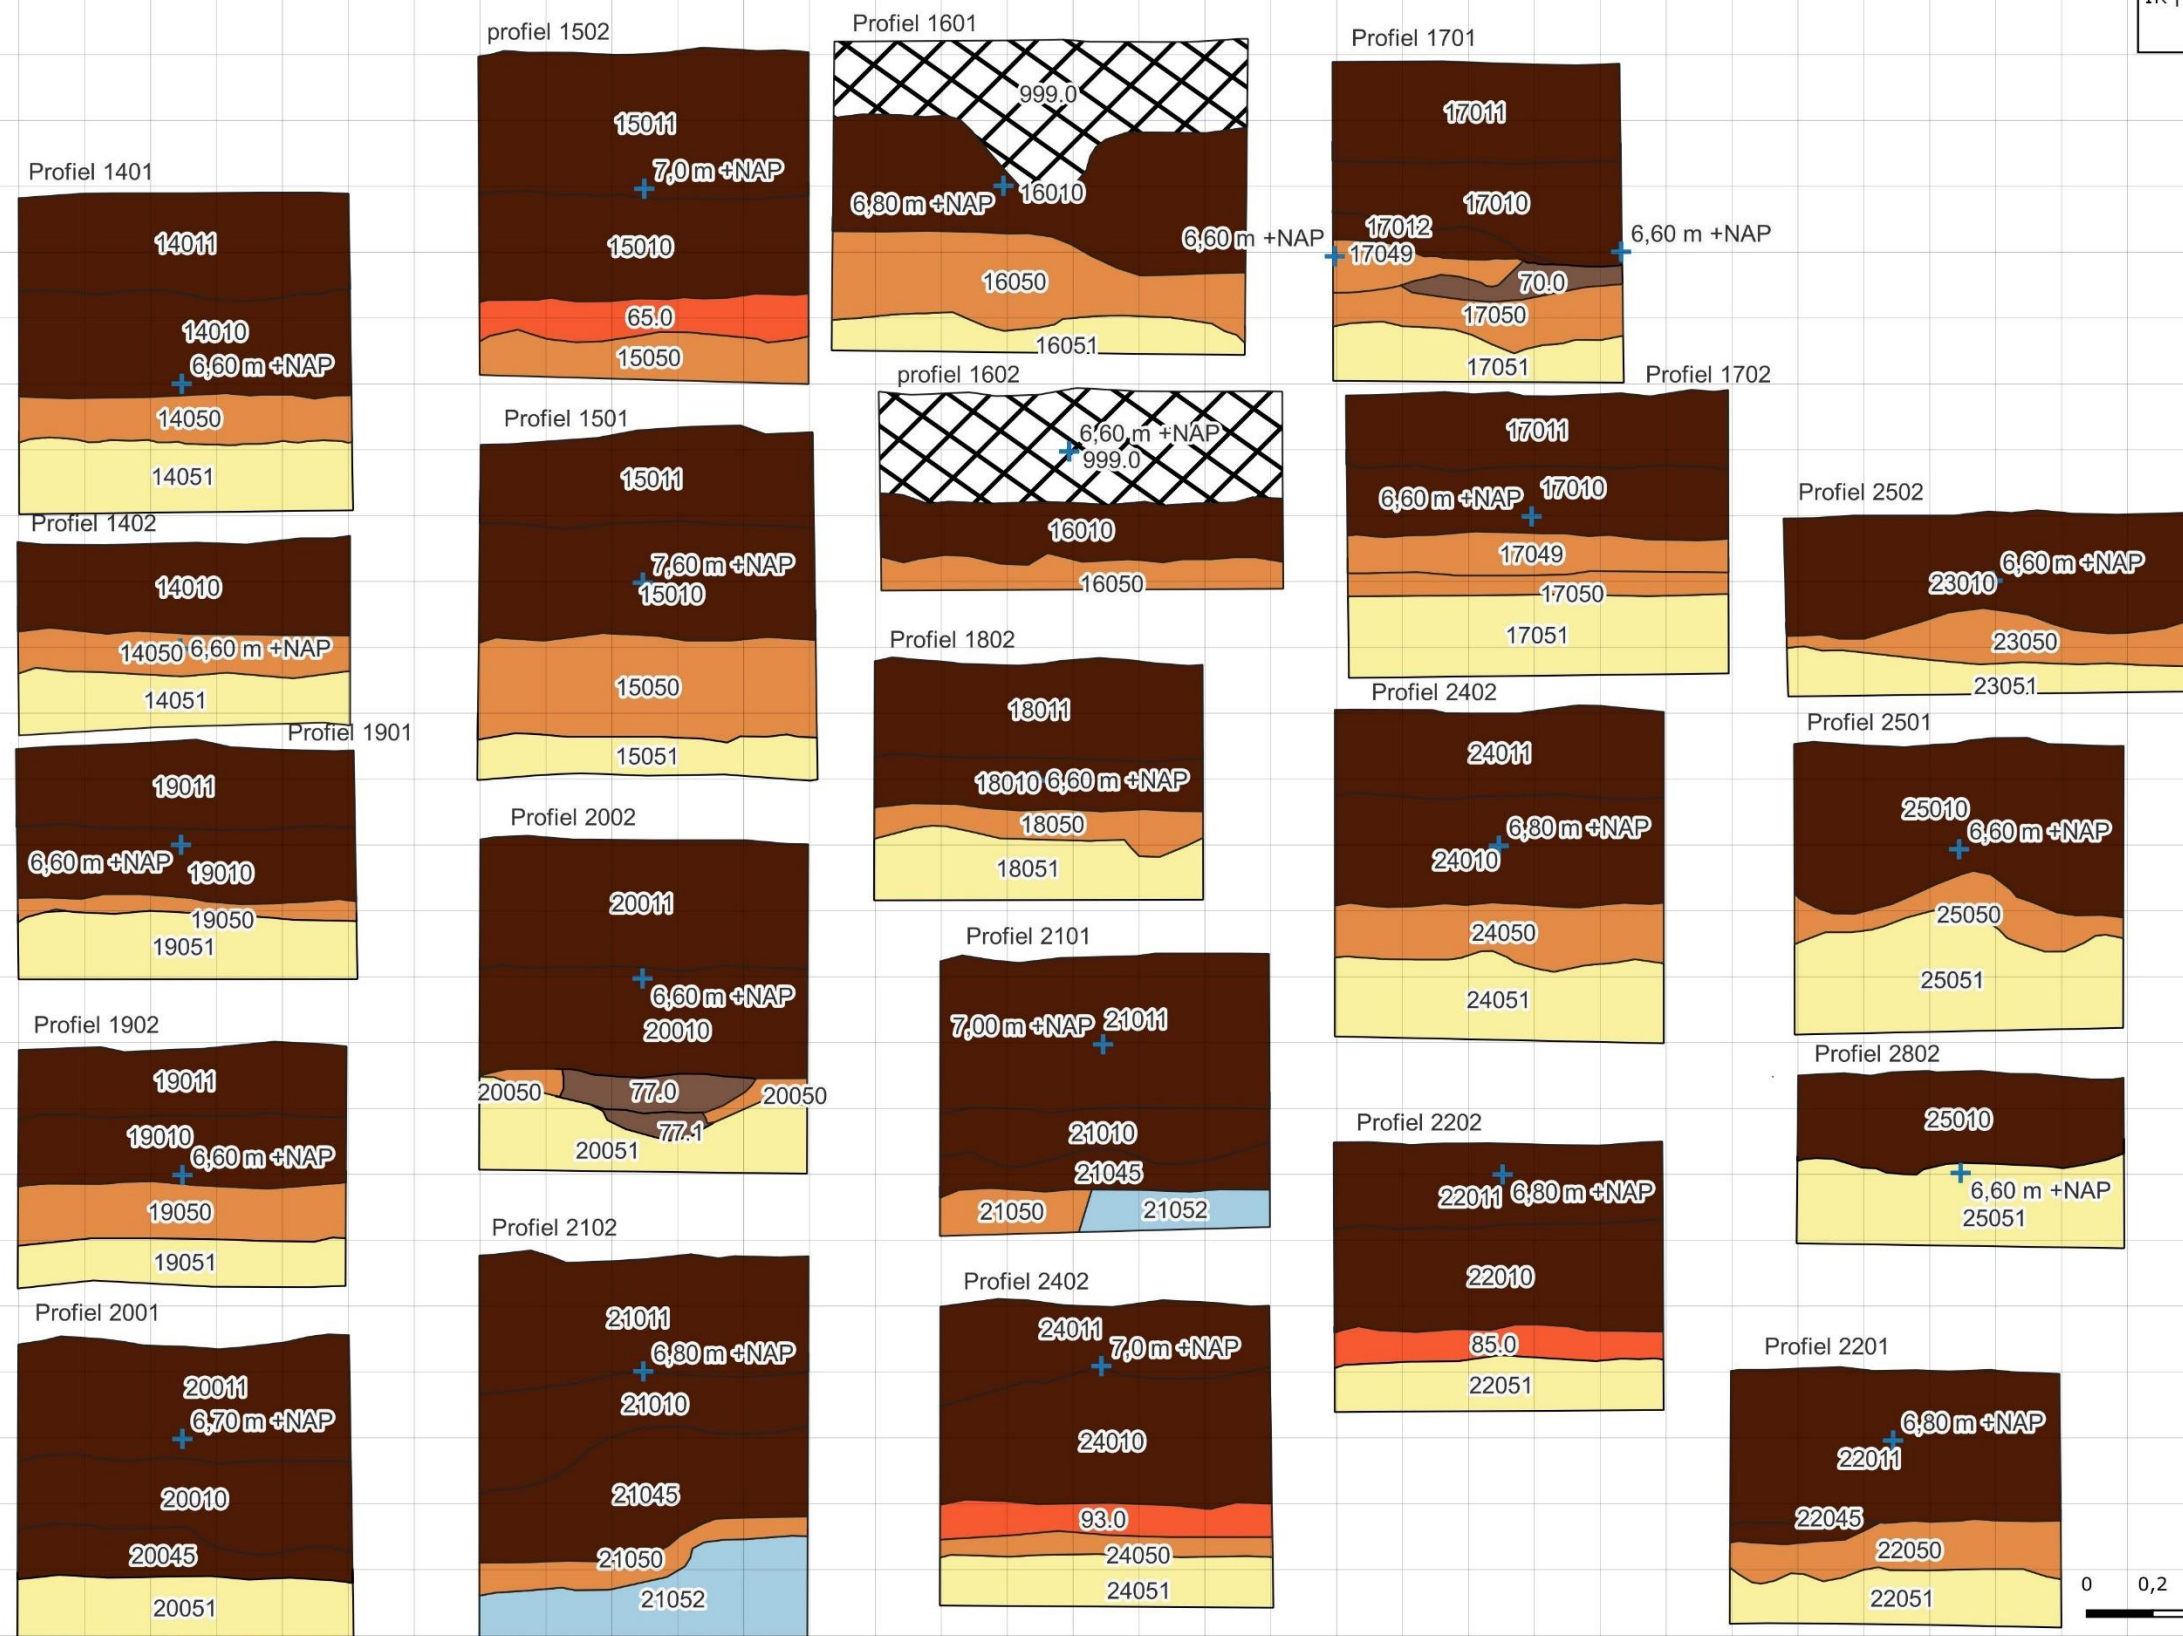 Profiel 1401
14011
14010
6,60 m +NAP
14050
14051
Profiel 1402
14010
14050 6,60 m +NAP
14051
Profiel 1901
19011
6,60 m +NAP
19010
19050
19051
Profiel 1902
19011
19010
6,60 m +NAP
19050
19051
Profiel 2001
20011
6,70 m +NAP
20010
20045
20051
profiel 1502
15011
7,0 m +NAP
15010
65.0
15050
Profiel 1501
15011
7,60 m +NAP
15010
15050
15051
Profiel 2002
20011
6,60 m +NAP
20010
20050
77.0
20050
77.1
20051
Profiel 2102
21011
6,80 m +NAP
21010
21045
21050
21052
Profiel 1601
999.0
6,80 m +NAP
16010
16050
16051
profiel 1602
6,60 m +NAP
999.0
16010
16050
Profiel 1802
18011
18010 6,60 m +NAP
18050
18051
Profiel 2101
7,00 m +NAP 21011
21010
21045
21050
21052
Profiel 2402
24011
7,0 m +NAP
24010
93.0
24050
24051
Profiel 1701
17011
17010
17012
6,60 m +NAP
17049
6,60 m +NAP
70.0
17050
17051
Profiel 1702
17011
6,60 m +NAP 17010
17049
17050
17051
Profiel 2402
24011
6,80 m +NAP
24010
24050
24051
Profiel 2202
22011 6,80 m +NAP
22010
85.0
22051
Profiel 2502
6,60 m +NAP
23010
23050
23051
Profiel 2501
25010
6,60 m +NAP
25050
25051
Profiel 2802
25010
6,60 m +NAP
25051
Profiel 2201
6,80 m +NAP
22011
22045
22050
22051
0 0,2